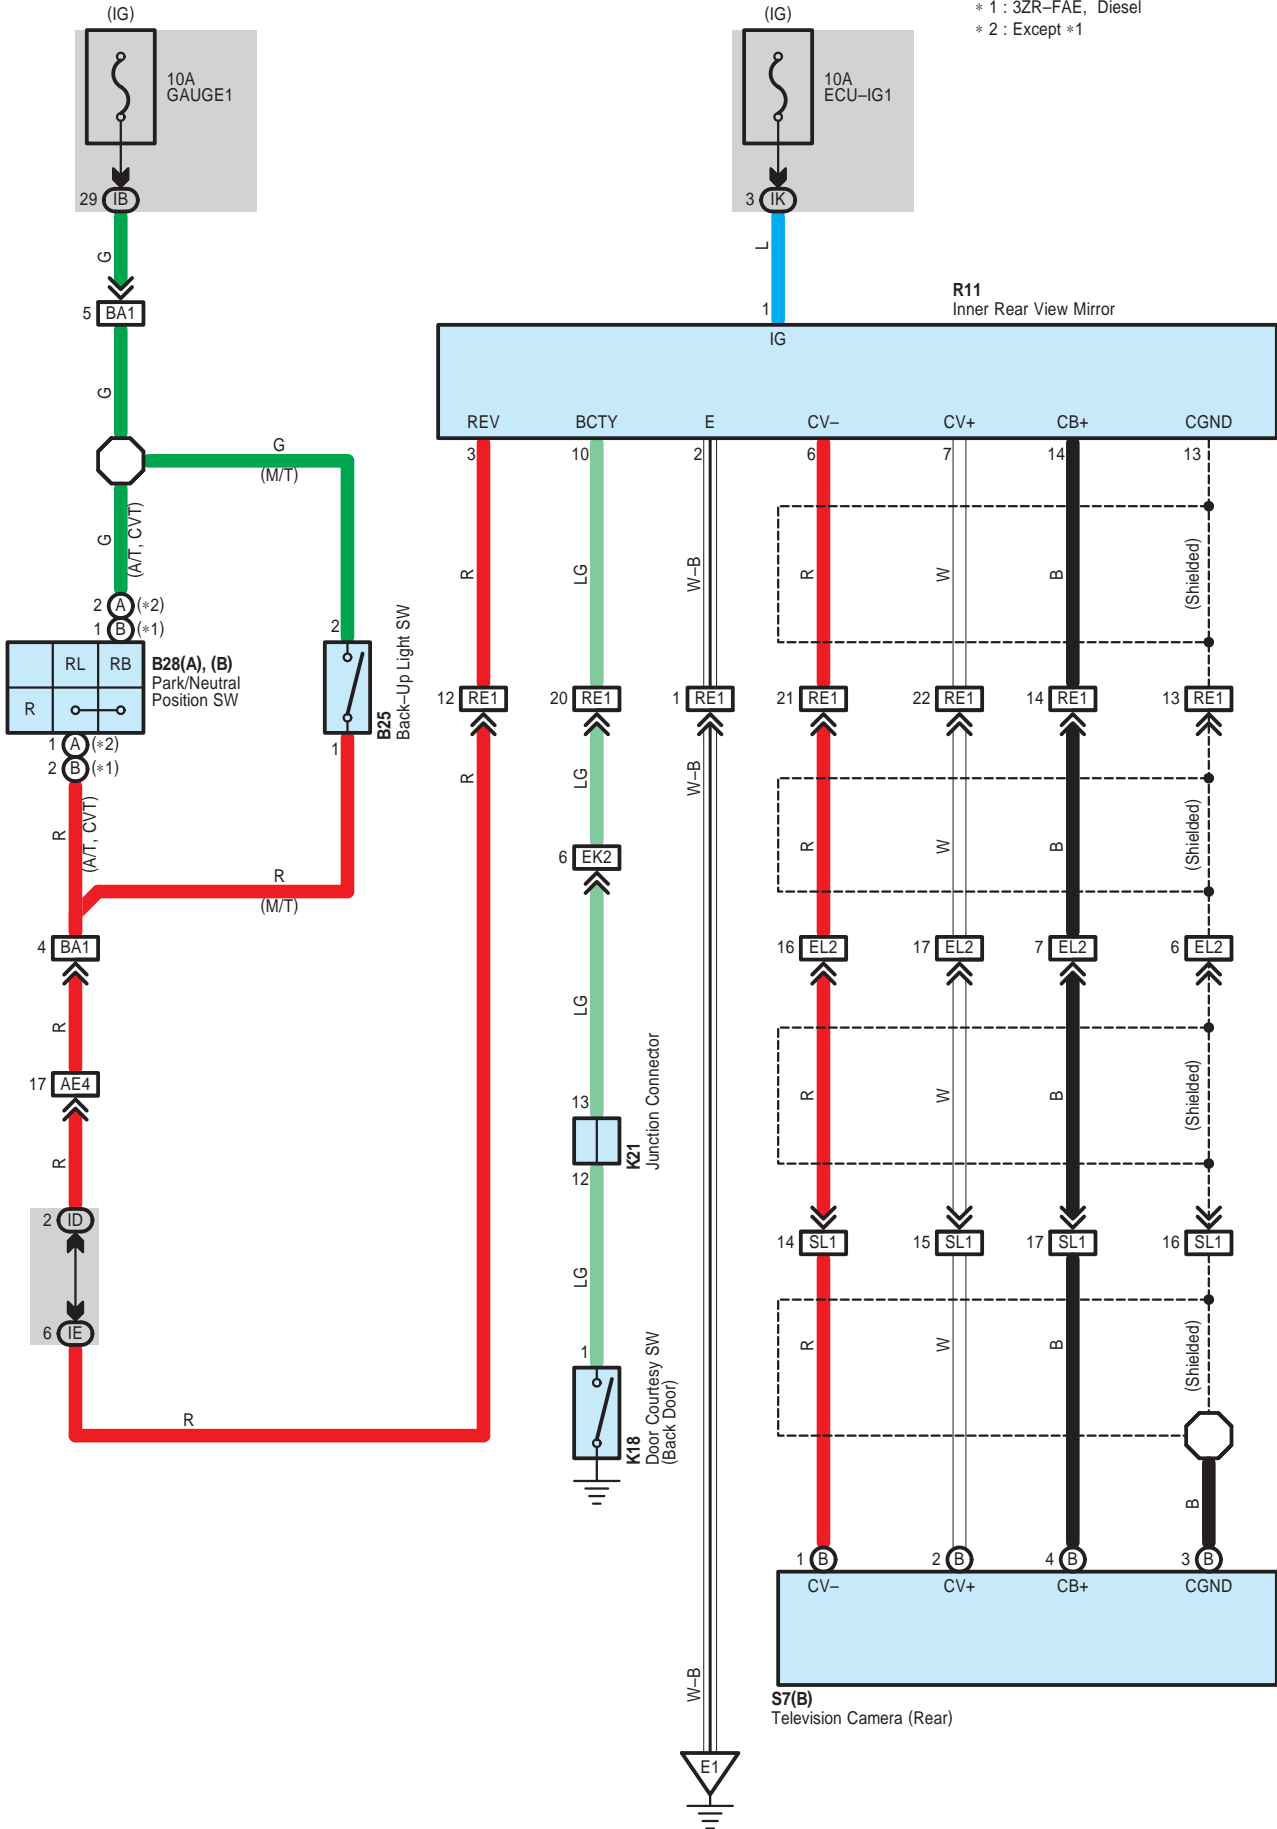 (IG)
(IG)
* 1 : 3ZR–FAE, Diesel
* 2 : Except *1
10A
GAUGE1
10A
ECU–IG1
29 IB
3 IK
G
L
5 BA1
1
R11
Inner Rear View Mirror
IG
G
REV BCTY E CV– CV+ CB+ CGND
3 10 2 6 7 14 13
G
(M/T)
G
(A/T, CVT)
R LG W–B R W B (Shielded)
2 A (*2)
1 B (*1)
2
RL RB
R
B28(A), (B)
Park/Neutral
Position SW
B25
Back–Up Light SW
1 A (*2)
2 B (*1)
1
12 RE1 20 RE1 1 RE1 21 RE1 22 RE1 14 RE1 13 RE1
R LG W–B
R
(A/T, CVT)
R W B (Shielded)
6 EK2
R
(M/T)
4 BA1
16 EL2 17 EL2 7 EL2 6 EL2
R
LG
17 AE4
R W B (Shielded)
13
K21
Junction Connector
12
R
2 ID
14 SL1 15 SL1 17 SL1 16 SL1
LG
6 IE
R W B (Shielded)
1
K18
Door Courtesy SW
(Back Door)
R
B
1 B 2 B 4 B 3 B
CV– CV+ CB+ CGND
W–B
S7(B)
Television Camera (Rear)
E1